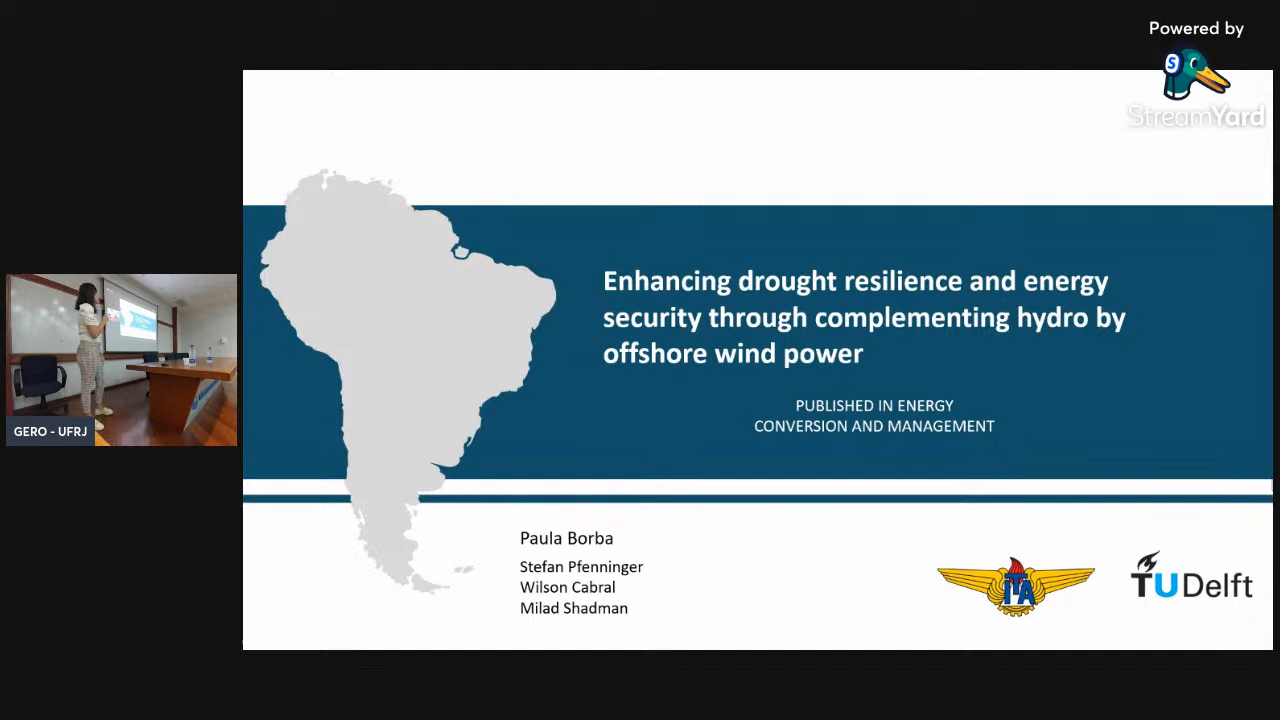 Powered by
S
StreamYard
Enhancing drought resilience and energy
security through complementing hydro by
offshore wind power
PUBLISHED IN ENERGY
CONVERSION AND MANAGEMENT
GERO - UFRJ
Paula Borba
Stefan Pfenninger
Wilson Cabral
Milad Shadman
ITA
TU Delft